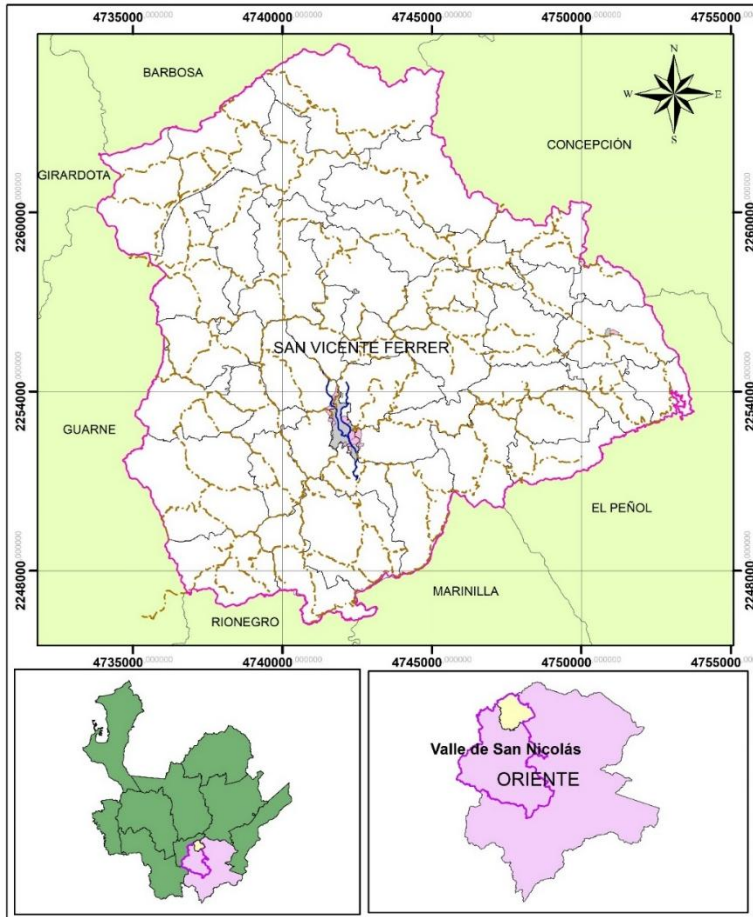 4735000,000000 4740000,000000 4745000,000000 4750000,000000 4755000,000000
BARBOSA
N
W E
S
CONCEPCIÓN
GIRARDOTA
2260000,000000 2260000,000000
SAN VICENTE FERRER
2254000,000000 2254000,000000
GUARNE
EL PEÑOL
2248000,000000 2248000,000000
MARINILLA
RIONEGRO
4735000,000000 4740000,000000 4745000,000000 4750000,000000 4755000,000000
Valle de San Nicolás
ORIENTE